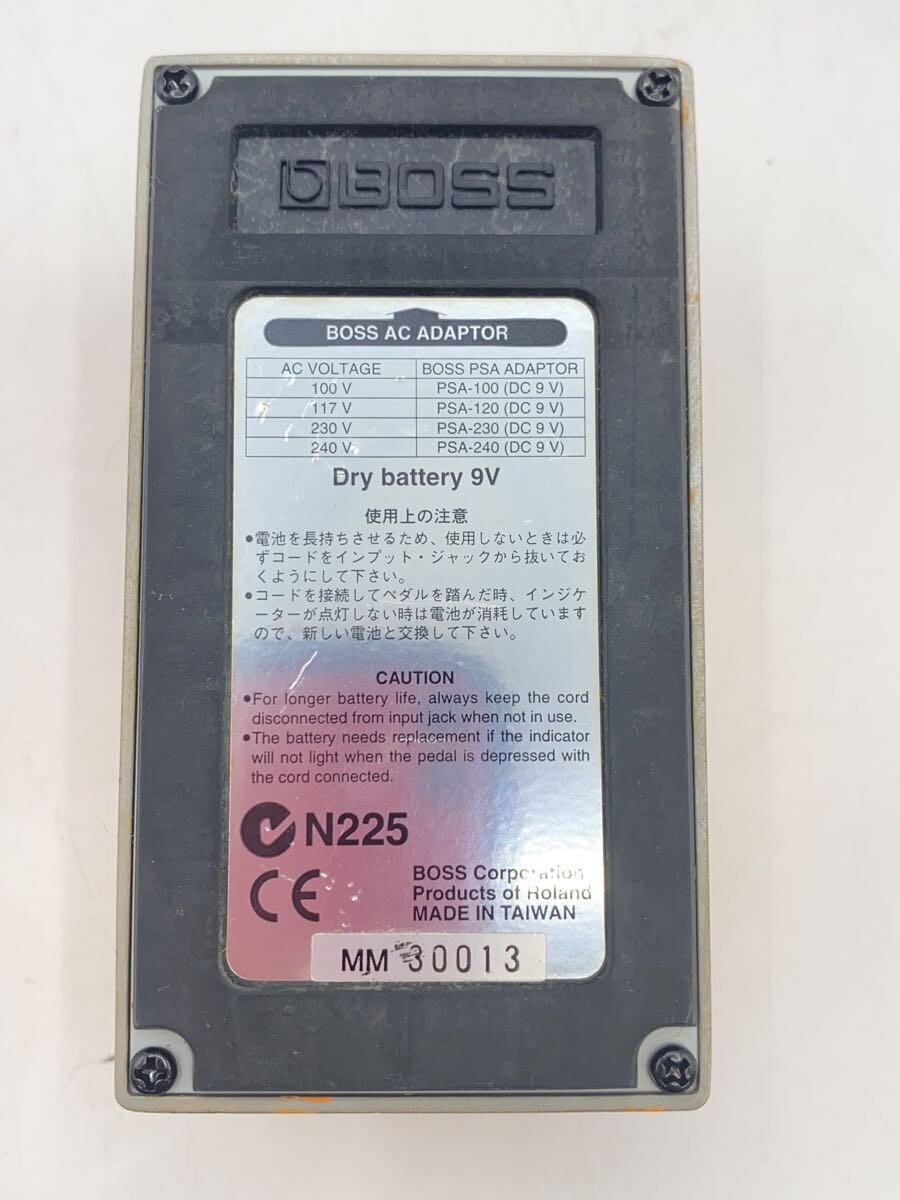 BOSS
BOSS AC ADAPTOR
AC VOLTAGE BOSS PSA ADAPTOR
100 V PSA-100 (DC 9 V)
117 V PSA-120 (DC 9 V)
230 V PSA-230 (DC 9 V)
240 V PSA-240 (DC 9 V)
Dry battery 9V
使用上の注意
●電池を長持ちさせるため、使用しないときは必
ずコードをインプット・ジャックから抜いてお
くようにして下さい。
●コードを接続してペダルを踏んだ時、インジケ
ーターが点灯しない時は電池が消耗しています
ので、新しい電池と交換して下さい。
CAUTION
●For longer battery life, always keep the cord
disconnected from input jack when not in use.
●The battery needs replacement if the indicator
will not light when the pedal is depressed with
the cord connected.
N225
CE
BOSS Corporation
Products of Roland
MADE IN TAIWAN
MM 30013